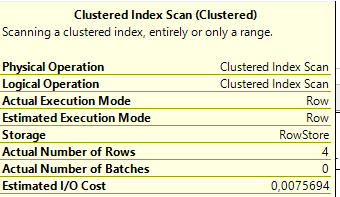 Clustered Index Scan (Clustered)
Scanning a clustered index, entirely or only a range.
Physical Operation Clustered Index Scan
Logical Operation Clustered Index Scan
Actual Execution Mode Row
Estimated Execution Mode Row
Storage RowStore
Actual Number of Rows 4
Actual Number of Batches 0
Estimated I/O Cost 0,0075694